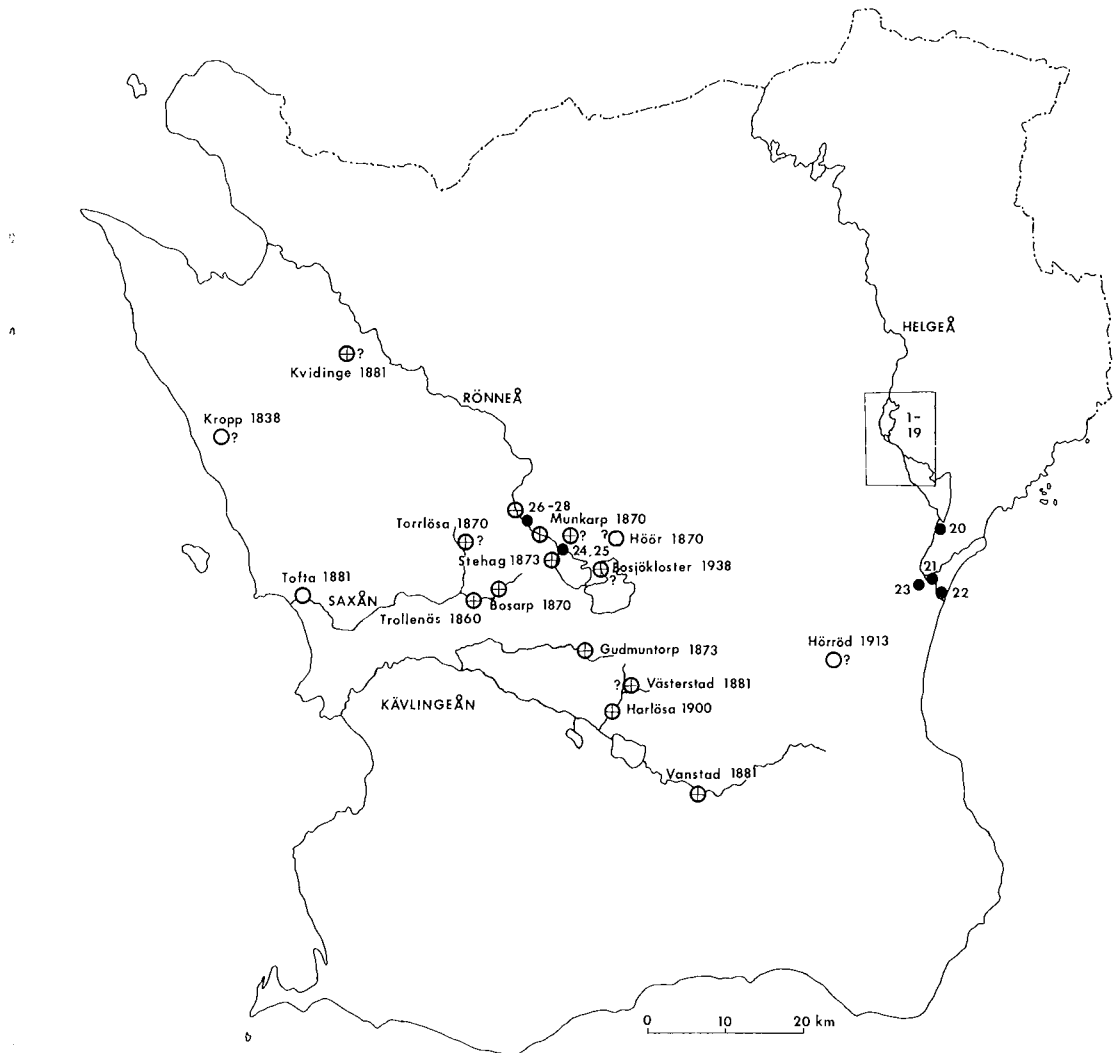 HELGEÅ
Kvidinge 1881
?
RÖNNEÅ
Kropp 1838
?
1-
19
26-28
Torrlösa 1870
?
Munkarp 1870
?
?
Höör 1870
20
Stehag 1873
24,25
Bosjökloster 1938
?
21
23
22
Tofta 1881
SAXÅN
Bosarp 1870
Trollenäs 1860
Hörröd 1913
?
Gudmuntorp 1873
?
Västerstad 1881
KÄVLINGEÅN
Harlösa 1900
Vanstad 1881
0 10 20 km